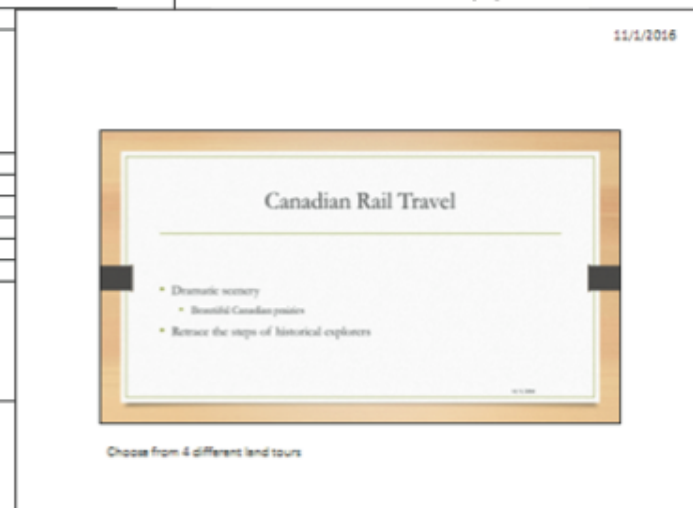 11/1/2016
Canadian Rail Travel
Dramatic scenery
Beautiful Canadian prairies
Retrace the steps of historical explorers
Choose from 4 different land tours